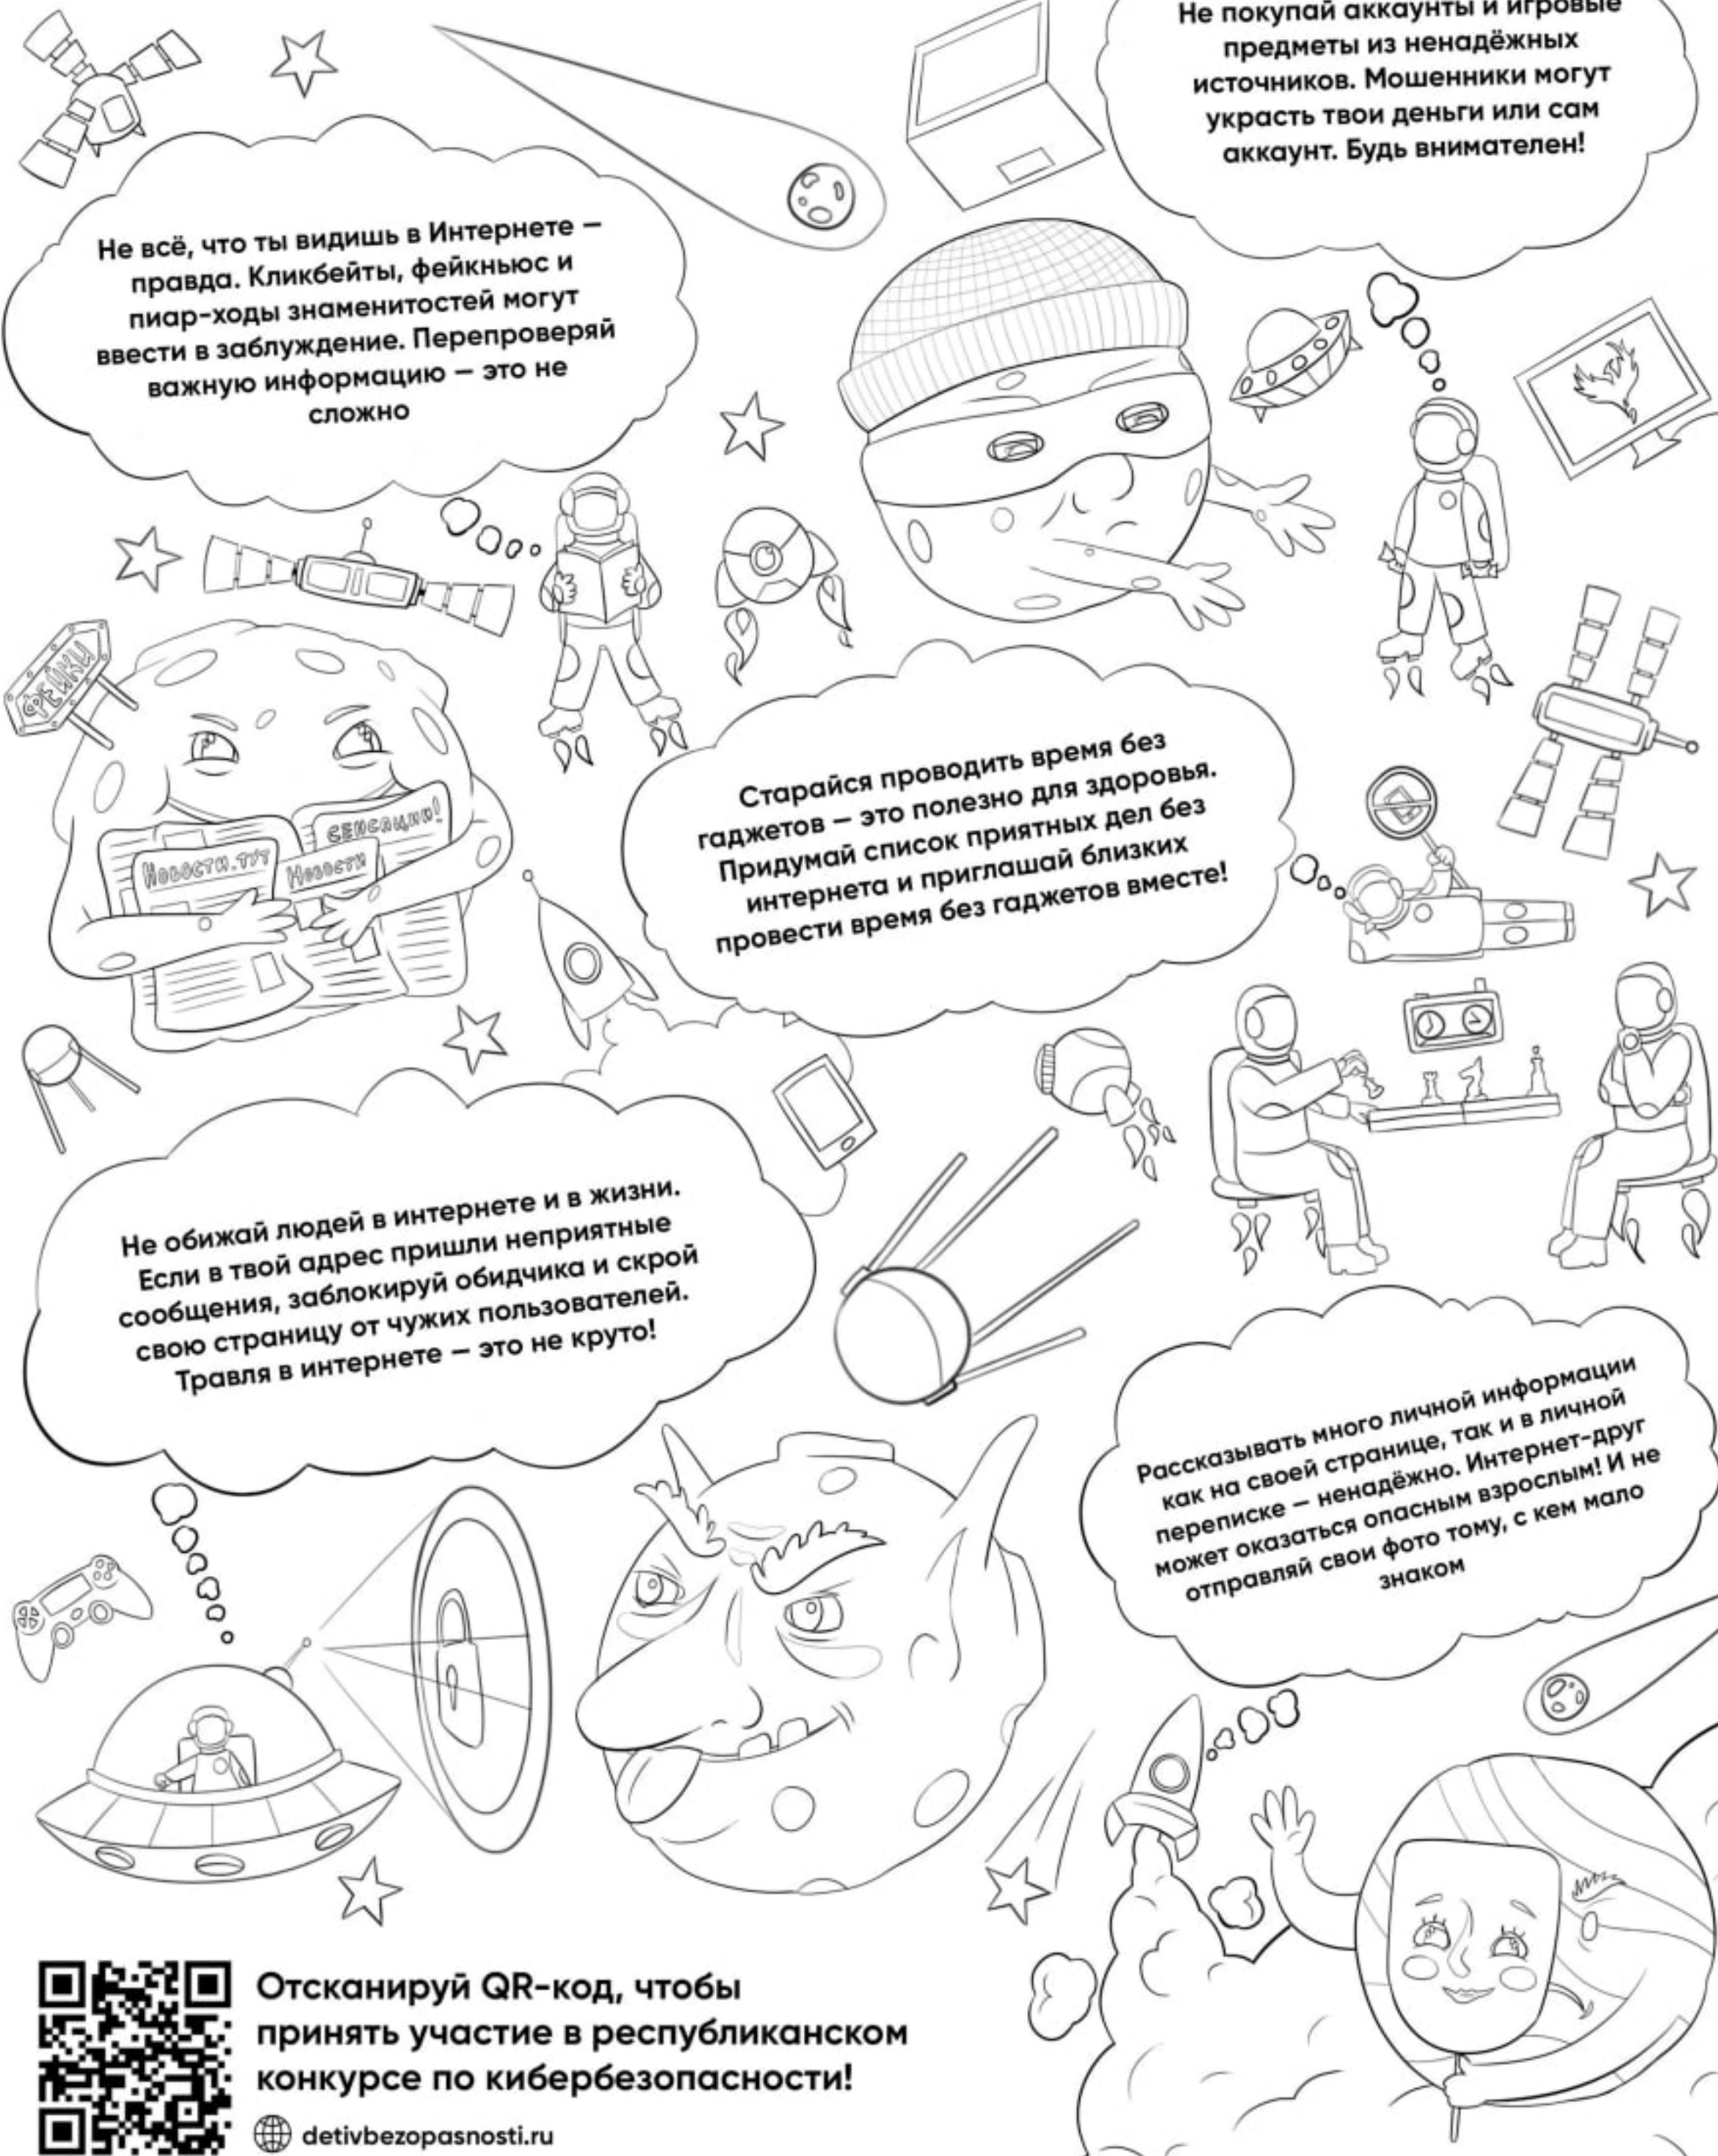 Не покупай аккаунты и игровые
предметы из ненадёжных
источников. Мошенники могут
украсть твои деньги или сам
аккаунт. Будь внимателен!
Не всё, что ты видишь в Интернете —
правда. Кликбейты, фейкньюс и
пиар-ходы знаменитостей могут
ввести в заблуждение. Перепроверяй
важную информацию — это не
сложно
ФЕЙКИ
СЕНСАЦИИ!
НОВОСТИ.ТУТ
НОВОСТИ
Старайся проводить время без
гаджетов — это полезно для здоровья.
Придумай список приятных дел без
интернета и приглашай близких
провести время без гаджетов вместе!
Не обижай людей в интернете и в жизни.
Если в твой адрес пришли неприятные
сообщения, заблокируй обидчика и скрой
свою страницу от чужих пользователей.
Травля в интернете — это не круто!
Рассказывать много личной информации
как на своей странице, так и в личной
переписке — ненадёжно. Интернет-друг
может оказаться опасным взрослым! И не
отправляй свои фото тому, с кем мало
знаком
Отсканируй QR-код, чтобы
принять участие в республиканском
конкурсе по кибербезопасности!
detivbezopasnosti.ru